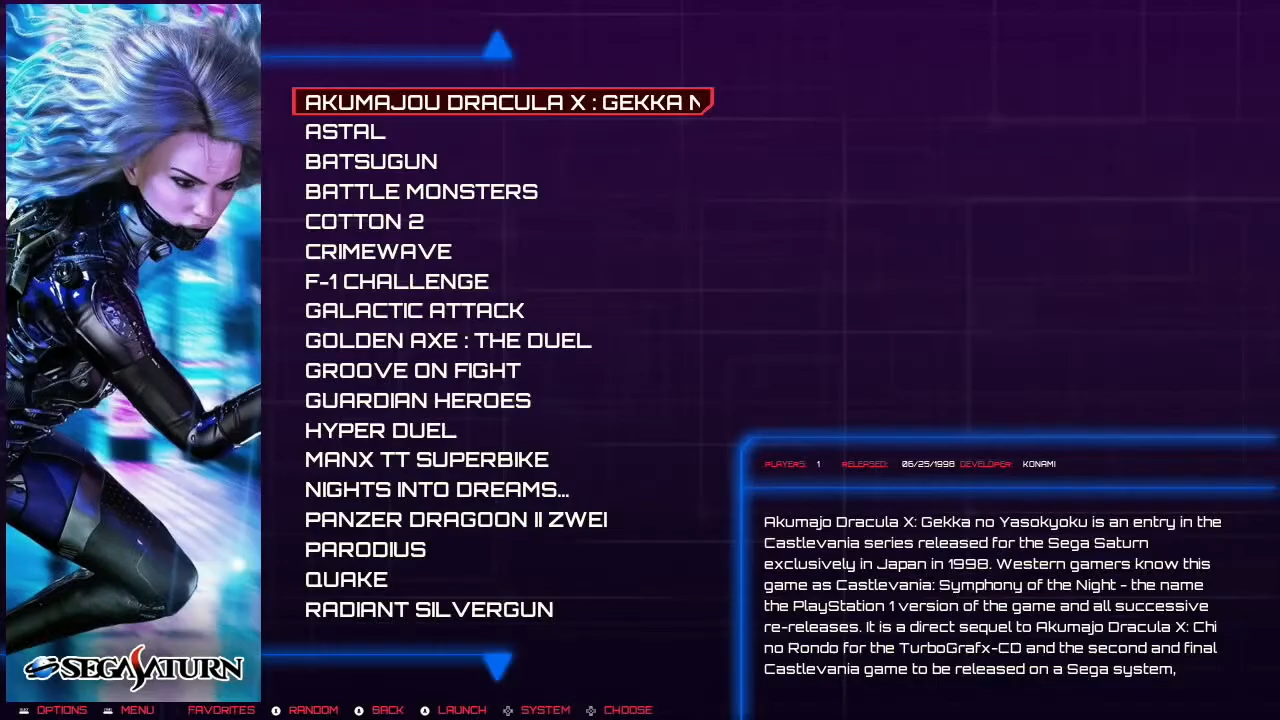 AKUMAJOU DRACULA X : GEKKA N
ASTAL
BATSUGUN
BATTLE MONSTERS
COTTON 2
CRIMEWAVE
F-1 CHALLENGE
GALACTIC ATTACK
GOLDEN AXE : THE DUEL
GROOVE ON FIGHT
GUARDIAN HEROES
HYPER DUEL
MANX TT SUPERBIKE
NIGHTS INTO DREAMS...
PANZER DRAGOON II ZWEI
PARODIUS
QUAKE
RADIANT SILVERGUN
PLAYERS: 1 RELEASED: 06/25/1998 DEVELOPER: KONAMI
Akumajo Dracula X: Gekka no Yasokyoku is an entry in the
Castlevania series released for the Sega Saturn
exclusively in Japan in 1998. Western gamers know this
game as Castlevania: Symphony of the Night - the name
the PlayStation 1 version of the game and all successive
re-releases. It is a direct sequel to Akumajo Dracula X: Chi
no Rondo for the TurboGrafx-CD and the second and final
Castlevania game to be released on a Sega system,
SEGA SATURN
OPTIONS MENU FAVORITES RANDOM BACK LAUNCH SYSTEM CHOOSE